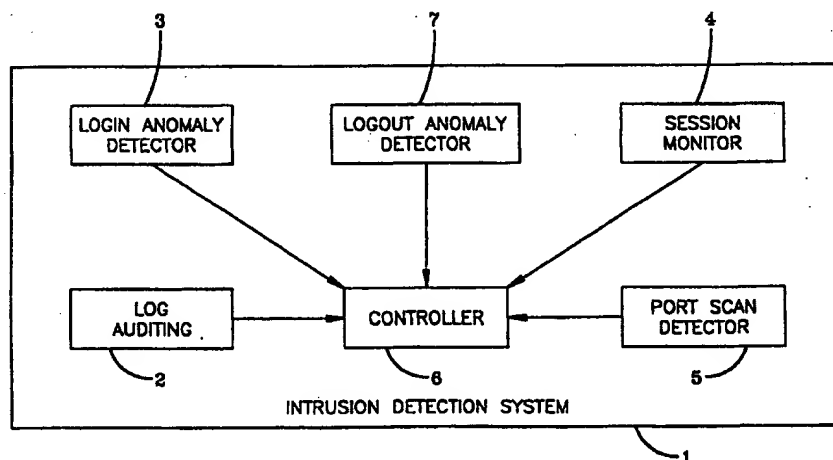 3
7
4
LOGIN ANOMALY
DETECTOR
LOGOUT ANOMALY
DETECTOR
SESSION
MONITOR
LOG
AUDITING
CONTROLLER
PORT SCAN
DETECTOR
2
6
5
INTRUSION DETECTION SYSTEM
1